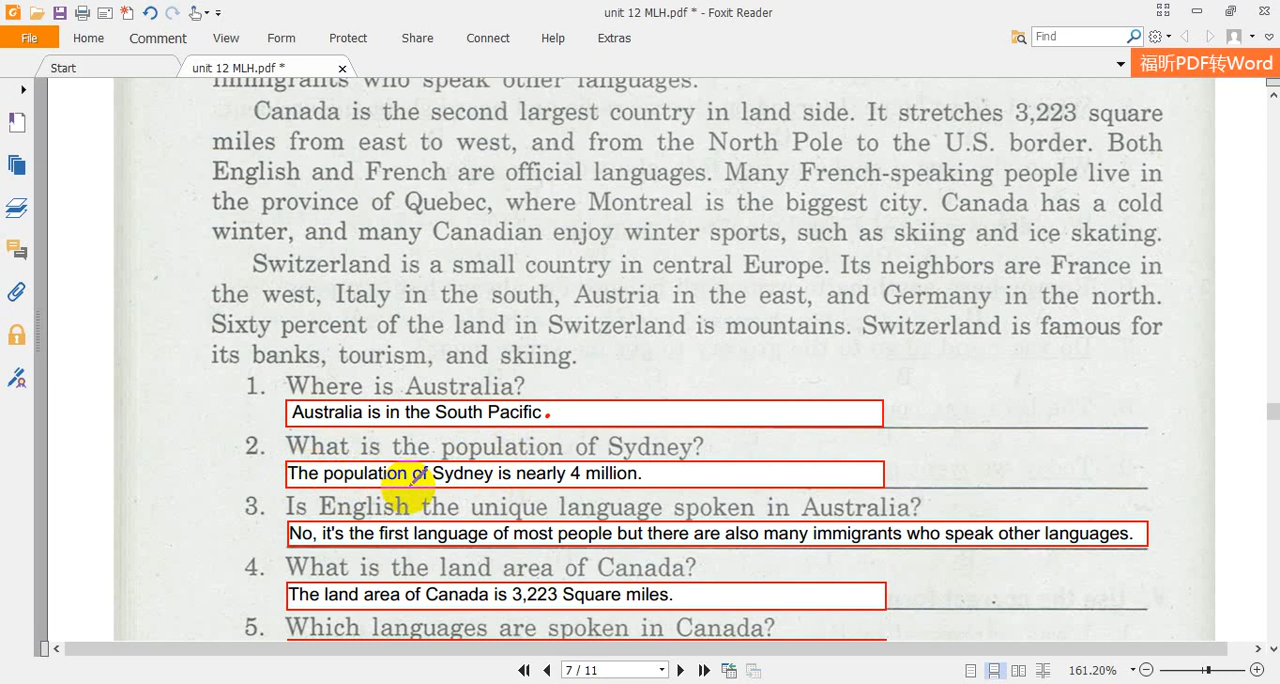 unit 12 MLH.pdf * - Foxit Reader
File Home Comment View Form Protect Share Connect Help Extras Find
Start unit 12 MLH.pdf * 福昕PDF转Word
immigrants who speak other languages.
Canada is the second largest country in land side. It stretches 3,223 square
miles from east to west, and from the North Pole to the U.S. border. Both
English and French are official languages. Many French-speaking people live in
the province of Quebec, where Montreal is the biggest city. Canada has a cold
winter, and many Canadian enjoy winter sports, such as skiing and ice skating.
Switzerland is a small country in central Europe. Its neighbors are France in
the west, Italy in the south, Austria in the east, and Germany in the north.
Sixty percent of the land in Switzerland is mountains. Switzerland is famous for
its banks, tourism, and skiing.
1. Where is Australia?
Australia is in the South Pacific.
2. What is the population of Sydney?
The population of Sydney is nearly 4 million.
3. Is English the unique language spoken in Australia?
No, it's the first language of most people but there are also many immigrants who speak other languages.
4. What is the land area of Canada?
The land area of Canada is 3,223 Square miles.
5. Which languages are spoken in Canada?
7 / 11 161.20%